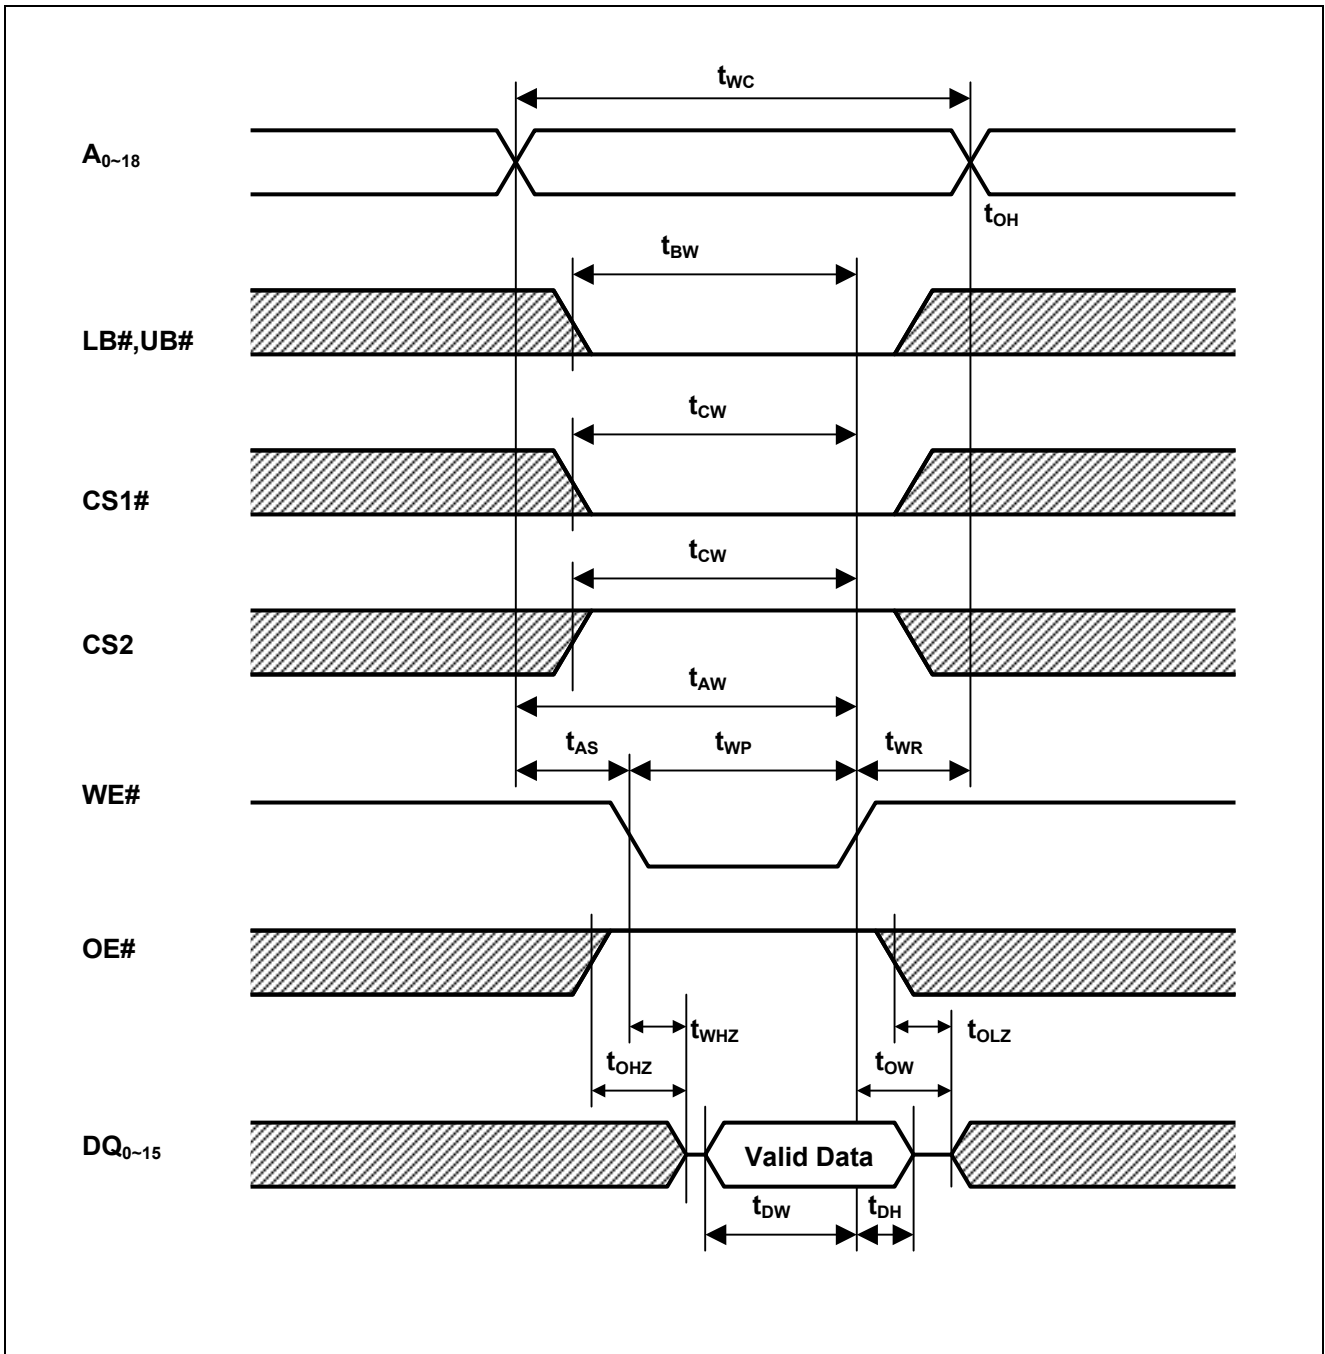 tWC
A0~18
tOH
tBW
LB#,UB#
tCW
CS1#
tCW
CS2
tAW
tAS tWP tWR
WE#
OE#
tWHZ tOLZ
tOHZ tOW
DQ0~15 Valid Data
tDW tDH